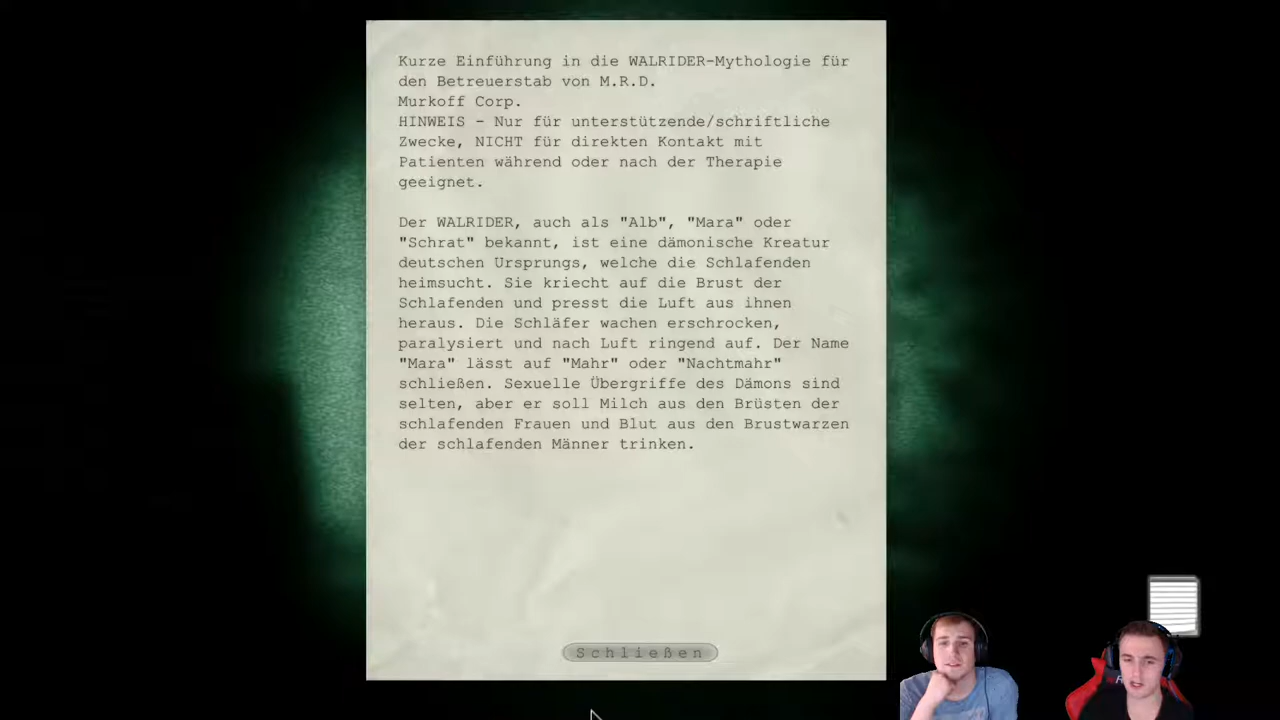 Kurze Einführung in die WALRIDER-Mythologie für
den Betreuerstab von M.R.D.
Murkoff Corp.
HINWEIS - Nur für unterstützende/schriftliche
Zwecke, NICHT für direkten Kontakt mit
Patienten während oder nach der Therapie
geeignet.
Der WALRIDER, auch als "Alb", "Mara" oder
"Schrat" bekannt, ist eine dämonische Kreatur
deutschen Ursprungs, welche die Schlafenden
heimsucht. Sie kriecht auf die Brust der
Schlafenden und presst die Luft aus ihnen
heraus. Die Schläfer wachen erschrocken,
paralysiert und nach Luft ringend auf. Der Name
"Mara" lässt auf "Mahr" oder "Nachtmahr"
schließen. Sexuelle Übergriffe des Dämons sind
selten, aber er soll Milch aus den Brüsten der
schlafenden Frauen und Blut aus den Brustwarzen
der schlafenden Männer trinken.
Schließen